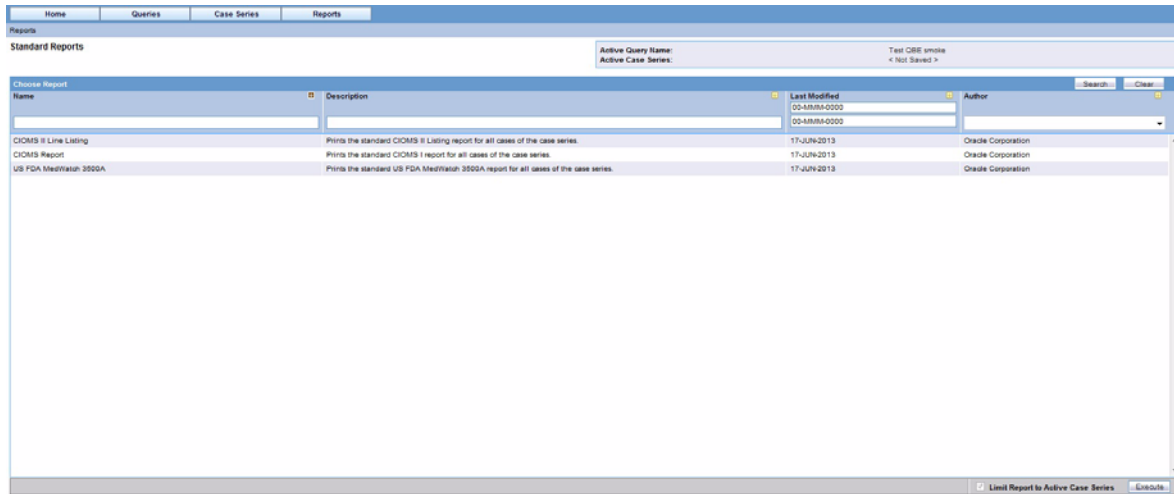 Home Queries Case Series Reports
Reports
Standard Reports
Active Query Name: Test QBE smoke
Active Case Series: < Not Saved >
Choose Report Search Clear
Name Description Last Modified Author
00-MMM-0000
00-MMM-0000
CIOMS II Line Listing Prints the standard CIOMS II Listing report for all cases of the case series. 17-JUN-2013 Oracle Corporation
CIOMS Report Prints the standard CIOMS I report for all cases of the case series. 17-JUN-2013 Oracle Corporation
US FDA MedWatch 3500A Prints the standard US FDA MedWatch 3500A report for all cases of the case series. 17-JUN-2013 Oracle Corporation
Limit Report to Active Case Series Execute